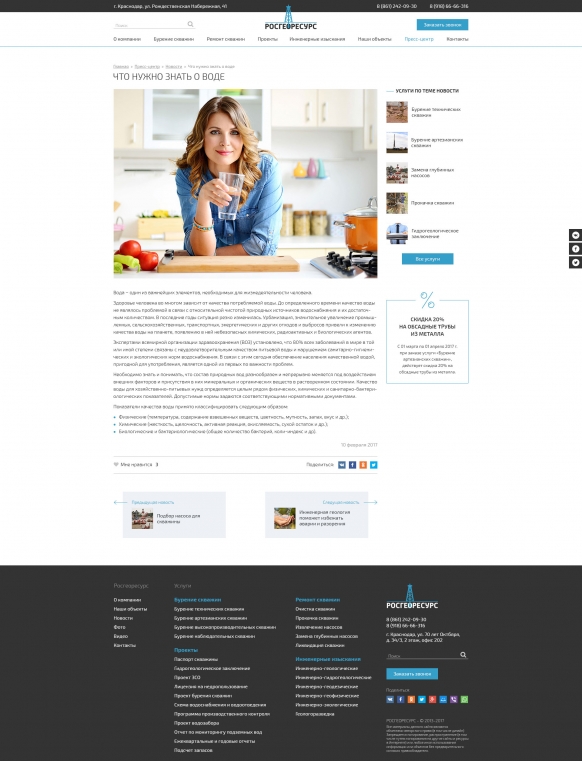 г. Краснодар, ул. Рождественская Набережная, 41
8 (861) 242-09-30
8 (918) 66-66-316
Поиск
РОСГЕОРЕСУРС
Заказать звонок
О компании
Бурение скважин
Ремонт скважин
Проекты
Инженерные изыскания
Наши объекты
Пресс-центр
Контакты
Главная > Пресс-центр > Новости > Что нужно знать о воде
ЧТО НУЖНО ЗНАТЬ О ВОДЕ
УСЛУГИ ПО ТЕМЕ НОВОСТИ
Бурение технических
скважин
Бурение артезианских
скважин
Замена глубинных
насосов
Прокачка скважин
Гидрогеологическое
заключение
Все услуги
СКИДКА 20%
НА ОБСАДНЫЕ ТРУБЫ
ИЗ МЕТАЛЛА
С 01 марта по 01 апреля 2017 г.
при заказе услуги «Бурение
артезианских скважин»,
действует скидка 20% на
обсадные трубы из металла.
Вода – один из важнейших элементов, необходимых для жизнедеятельности человека.
Здоровье человека во многом зависит от качества потребляемой воды. До определенного времени качество воды
не являлось проблемой в связи с относительной чистотой природных источников водоснабжения и их достаточ-
ным количеством. В последние годы ситуация резко изменилась. Урбанизация, значительное увеличение промыш-
ленных, сельскохозяйственных, транспортных, энергетических и других отходов и выбросов привели к изменению
качества воды на планете, появлению в ней небезопасных химических, радиоактивных и биологических агентов.
Экспертами всемирной организации здравоохранения (ВОЗ) установлено, что 80% всех заболеваний в мире в той
или иной степени связаны с неудовлетворительным качеством питьевой воды и нарушением санитарно-гигиени-
ческих и экологических норм водоснабжения. В связи с этим сегодня обеспечение населения качественной водой,
пригодной для употребления, является одной из первых по важности проблем.
Необходимо знать и понимать, что состав природных вод разнообразен и непрерывно меняется под воздействием
внешних факторов и присутствия в них минеральных и органических веществ в растворенном состоянии. Качество
воды для хозяйственно-питьевых нужд определяется целым рядом физических, химических и санитарно-бактери-
ологических показателей. Допустимые нормы задаются соответствующими нормативными документами.
Показатели качества воды принято классифицировать следующим образом:
Физические (температура, содержание взвешенных веществ, цветность, мутность, запах, вкус и др.);
Химические (жесткость, щелочность, активная реакция, окисляемость, сухой остаток и др.);
Биологические и бактериологические (общее количество бактерий, коли-индекс и др).
10 февраля 2017
Мне нравится 3
Поделиться
Предыдущая новость
Подбор насоса для
скважины
Следующая новость
Инженерная геология
поможет избежать
аварии и разорения
Росгеоресурс
О компании
Наши объекты
Новости
Фото
Видео
Контакты
Услуги
Бурение скважин
Бурение технических скважин
Бурение артезианских скважин
Бурение высокопроизводительных скважин
Бурение наблюдательных скважин
Проекты
Паспорт скважины
Гидрогеологическое заключение
Проект ЗСО
Лицензия на недропользование
Проект бурения скважин
Схема водоснабжения и водоотведения
Программа производственного контроля
Проект водозабора
Отчет по мониторингу подземных вод
Ежеквартальные и годовые отчеты
Подсчет запасов
Ремонт скважин
Очистка скважин
Прокачка скважин
Извлечение насосов
Замена глубинных насосов
Ликвидация скважин
Инженерные изыскания
Инженерно-геологические
Инженерно-гидрогеологические
Инженерно-геодезические
Инженерно-геофизические
Инженерно-экологические
Геологоразведка
РОСГЕОРЕСУРС
8 (861) 242-09-30
8 (918) 66-66-316
г. Краснодар, ул. 70 лет Октября,
д. 34/3, 2 этаж, офис 202
Поиск
Заказать звонок
Поделиться
РОСГЕОРЕСУРС - © 2013-2017